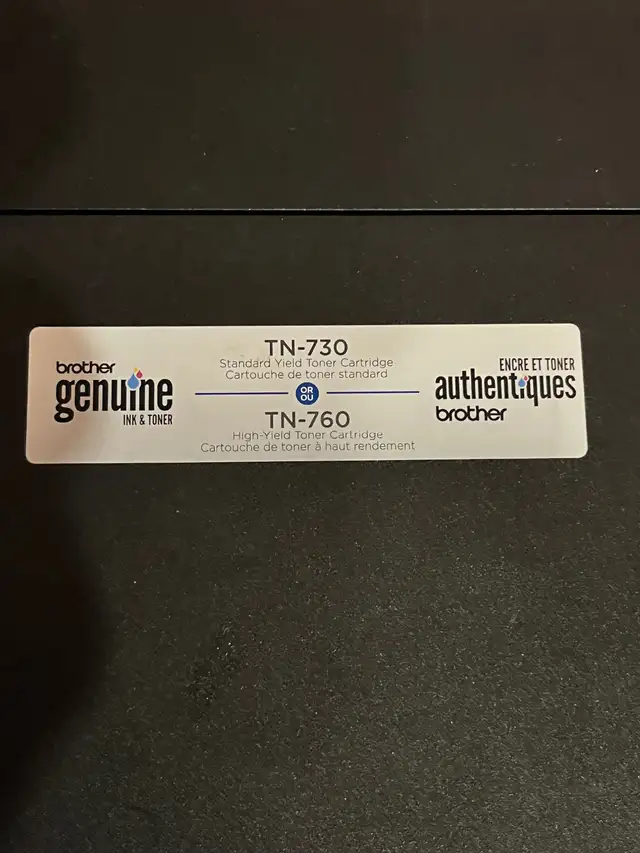 brother
genuine
INK & TONER
TN-730
Standard Yield Toner Cartridge
Cartouche de toner standard
OR
OU
TN-760
High-Yield Toner Cartridge
Cartouche de toner à haut rendement
ENCRE ET TONER
authentiques
brother